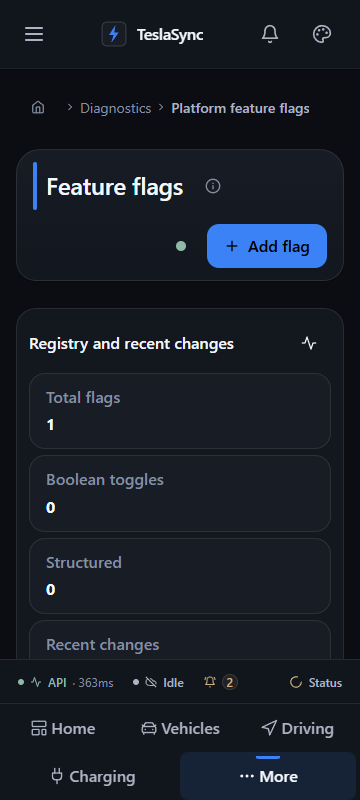 TeslaSync
Diagnostics Platform feature flags
Feature flags
Add flag
Registry and recent changes
Total flags
1
Boolean toggles
0
Structured
0
Recent changes
API · 363ms Idle 2 Status
Home Vehicles Driving
Charging More